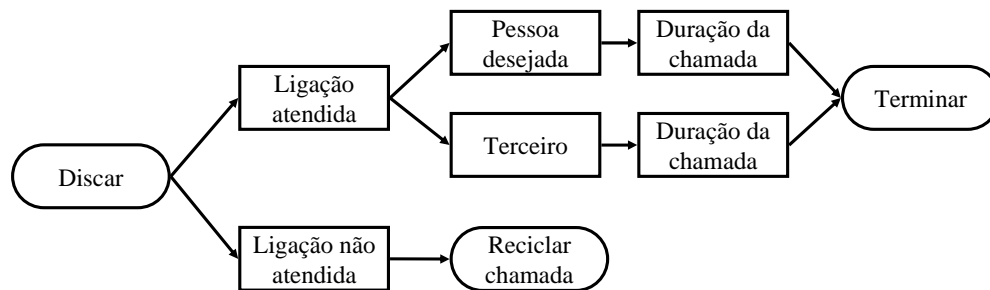 Pessoa
desejada
Duração da
chamada
Ligação
atendida
Terminar
Terceiro
Duração da
chamada
Discar
Ligação não
atendida
Reciclar
chamada